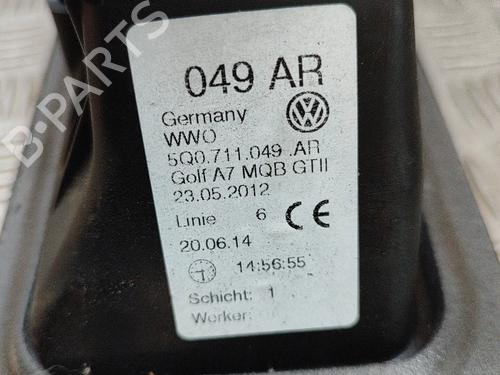 049 AR
Germany
WWO
5Q0.711.049 .AR
Golf A7 MQB GTII
23.05.2012
Linie 6 CE
20.06.14
14:56:55
Schicht: 1
Werker:
B-PARTS